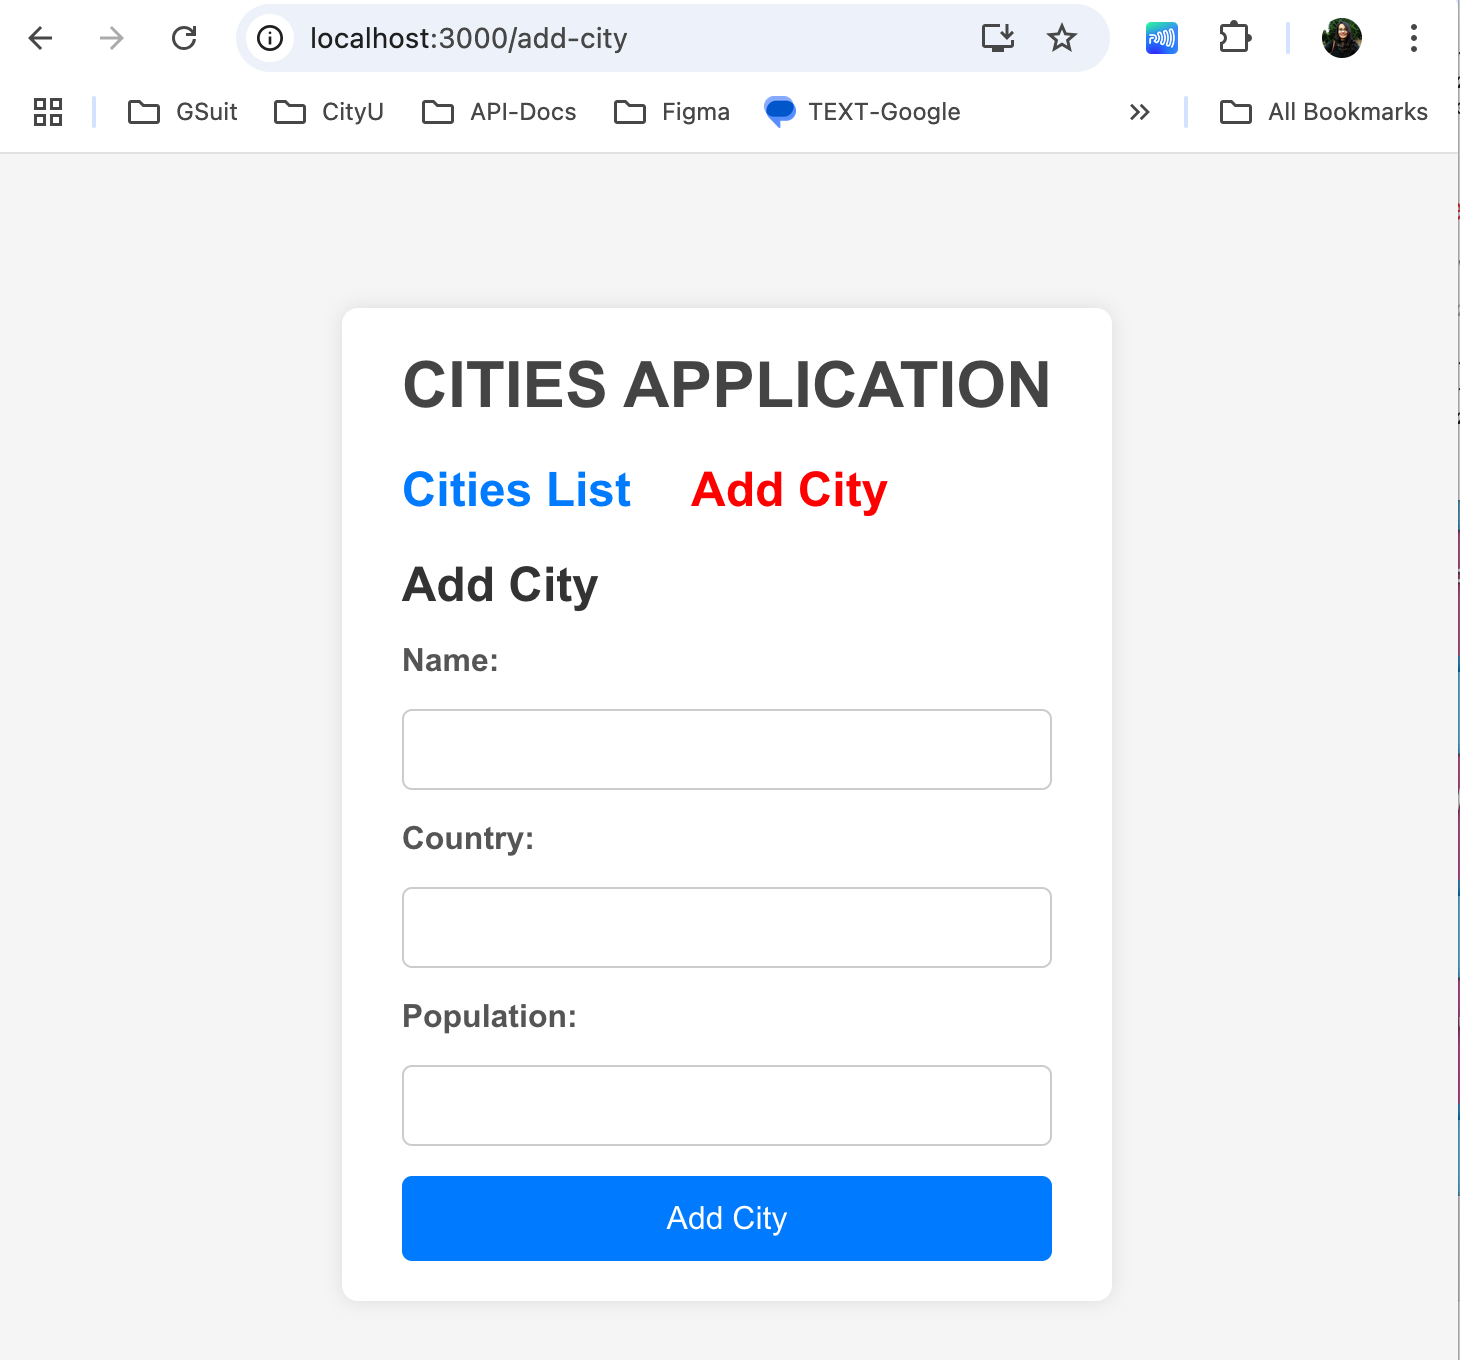 localhost:3000/add-city
GSuit CityU API-Docs Figma TEXT-Google All Bookmarks
CITIES APPLICATION
Cities List Add City
Add City
Name:
Country:
Population:
Add City